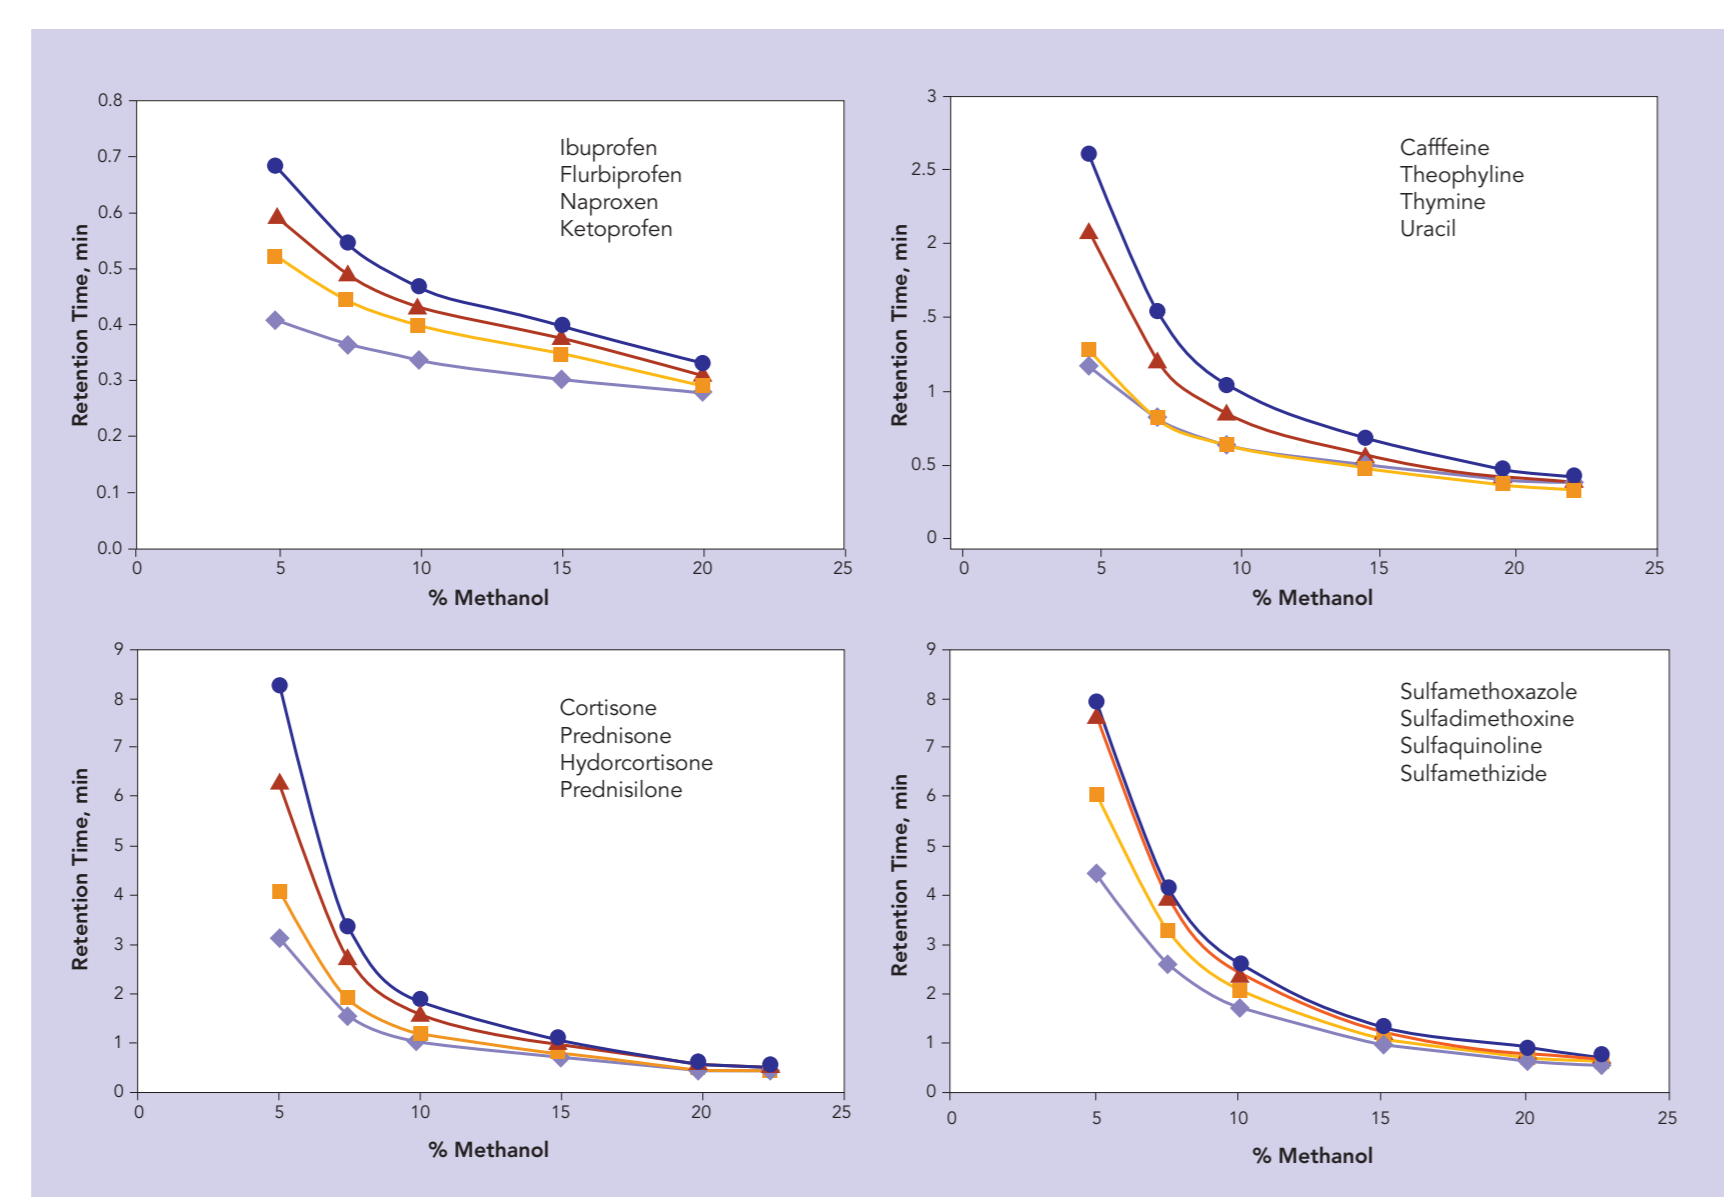 0.8
0.7
0.6
0.5
0.4
0.3
0.2
0.1
0.0
Retention Time, min
Ibuprofen
Flurbiprofen
Naproxen
Ketoprofen
0 5 10 15 20 25
% Methanol
3
2.5
2
.5
1
0.5
0
Retention Time, min
Cafffeine
Theophyline
Thymine
Uracil
0 5 10 15 20 25
% Methanol
9
8
7
6
5
4
3
2
1
0
Retention Time, min
Cortisone
Prednisone
Hydorcortisone
Prednisilone
0 5 10 15 20 25
% Methanol
9
8
7
6
5
4
3
2
1
0
Retention Time, min
Sulfamethoxazole
Sulfadimethoxine
Sulfaquinoline
Sulfamethizide
0 5 10 15 20 25
% Methanol